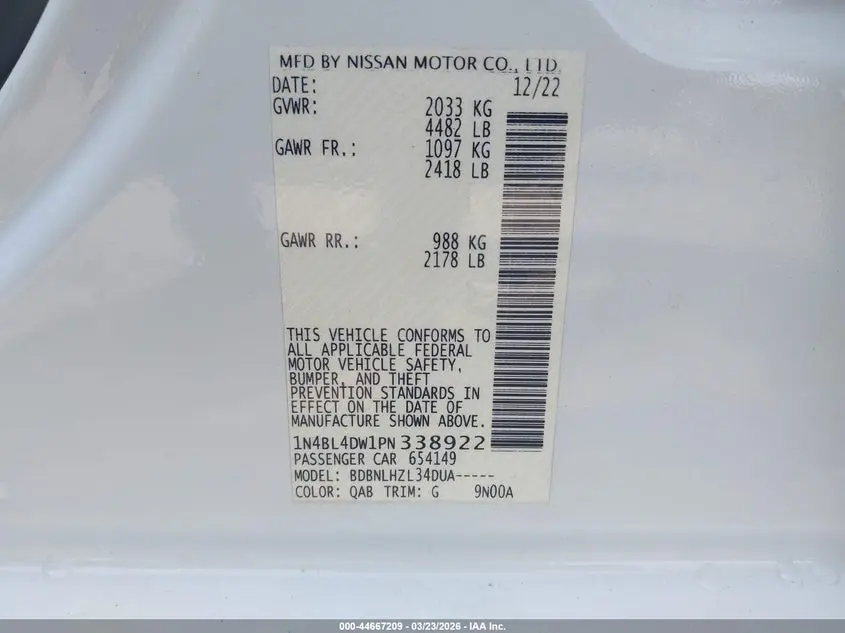 MFD BY NISSAN MOTOR CO., LTD.
DATE: 12/22
GVWR: 2033 KG
4482 LB
GAWR FR.: 1097 KG
2418 LB
GAWR RR.: 988 KG
2178 LB
THIS VEHICLE CONFORMS TO
ALL APPLICABLE FEDERAL
MOTOR VEHICLE SAFETY,
BUMPER, AND THEFT
PREVENTION STANDARDS IN
EFFECT ON THE DATE OF
MANUFACTURE SHOWN ABOVE.
1N4BL4DW1PN338922
PASSENGER CAR 654149
MODEL: BDBNLHZL34DUA-----
COLOR: QAB TRIM: G 9N00A
000-44667209 - 03/23/2026 - IAA Inc.